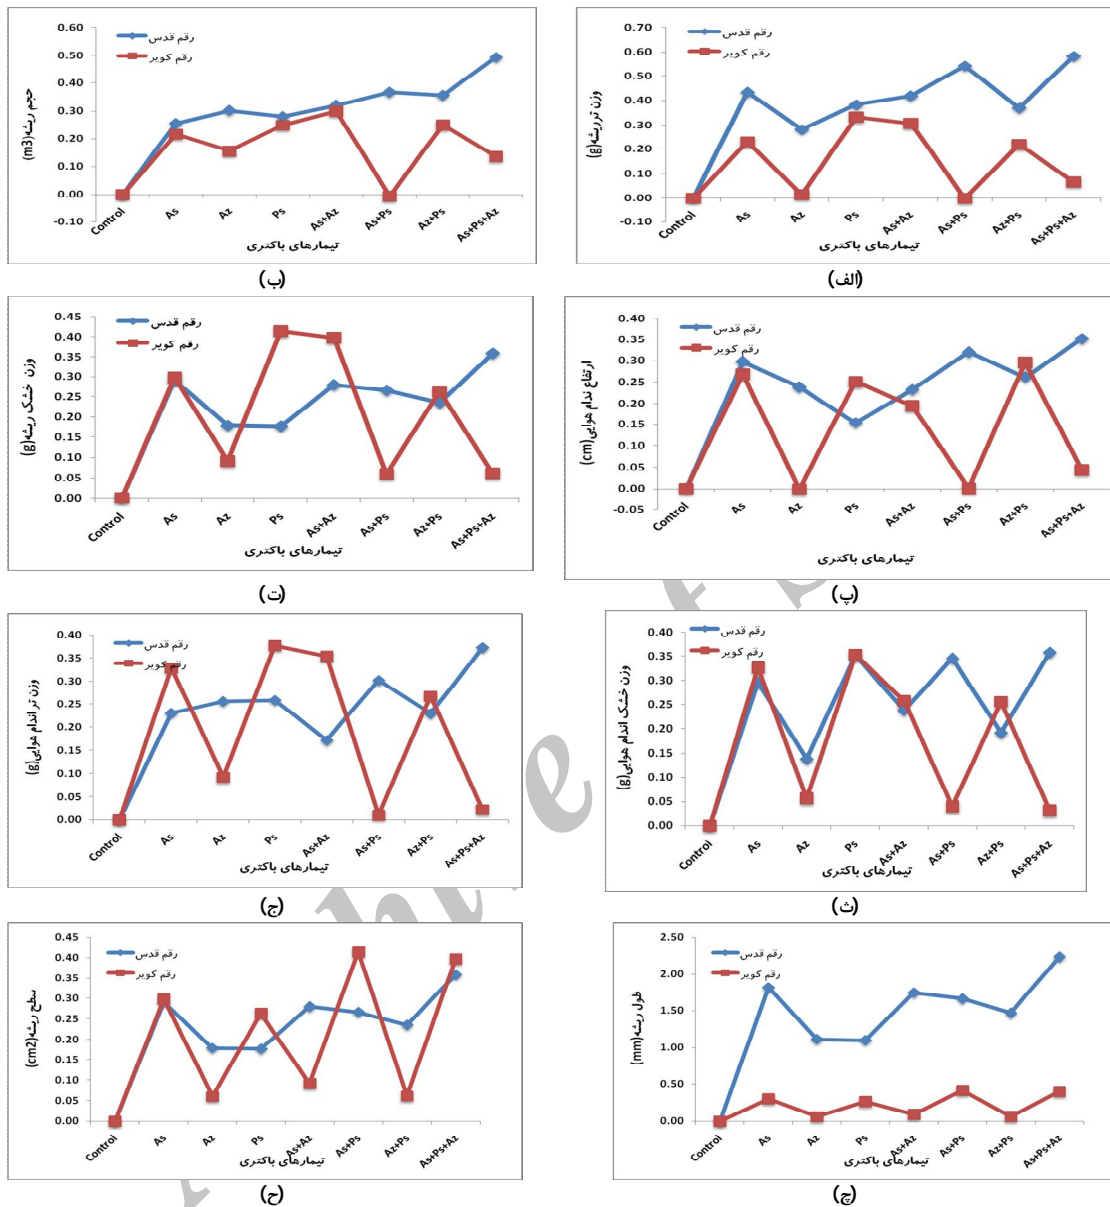 رقم قدس
رقم کویر
وزن تر ریشه(g)
0.70
0.60
0.50
0.40
0.30
0.20
0.10
0.00
-0.10
Control As Az Ps As+Az As+Ps Az+Ps As+Ps+Az
تیمارهای باکتری
(الف)
رقم قدس
رقم کویر
حجم ریشه(m3)
0.60
0.50
0.40
0.30
0.20
0.10
0.00
-0.10
Control As Az Ps As+Az As+Ps Az+Ps As+Ps+Az
تیمارهای باکتری
(ب)
رقم قدس
رقم کویر
ارتفاع ندام هوایی(cm)
0.40
0.35
0.30
0.25
0.20
0.15
0.10
0.05
0.00
-0.05
Control As Az Ps As+Az As+Ps Az+Ps As+Ps+Az
تیمارهای باکتری
(پ)
رقم قدس
رقم کویر
وزن خشک ریشه(g)
0.45
0.40
0.35
0.30
0.25
0.20
0.15
0.10
0.05
0.00
Control As Az Ps As+Az As+Ps Az+Ps As+Ps+Az
تیمارهای باکتری
(ت)
رقم قدس
رقم کویر
وزن خشک اندام هوایی(g)
0.40
0.35
0.30
0.25
0.20
0.15
0.10
0.05
0.00
Control As Az Ps As+Az As+Ps Az+Ps As+Ps+Az
تیمارهای باکتری
(ث)
رقم قدس
رقم کویر
وزن تر اندام هوایی(g)
0.40
0.35
0.30
0.25
0.20
0.15
0.10
0.05
0.00
Control As Az Ps As+Az As+Ps Az+Ps As+Ps+Az
تیمارهای باکتری
(ج)
رقم قدس
رقم کویر
طول ریشه(mm)
2.50
2.00
1.50
1.00
0.50
0.00
Control As Az Ps As+Az As+Ps Az+Ps As+Ps+Az
تیمارهای باکتری
(چ)
رقم قدس
رقم کویر
سطح ریشه(cm2)
0.45
0.40
0.35
0.30
0.25
0.20
0.15
0.10
0.05
0.00
Control As Az Ps As+Az As+Ps Az+Ps As+Ps+Az
تیمارهای باکتری
(ح)